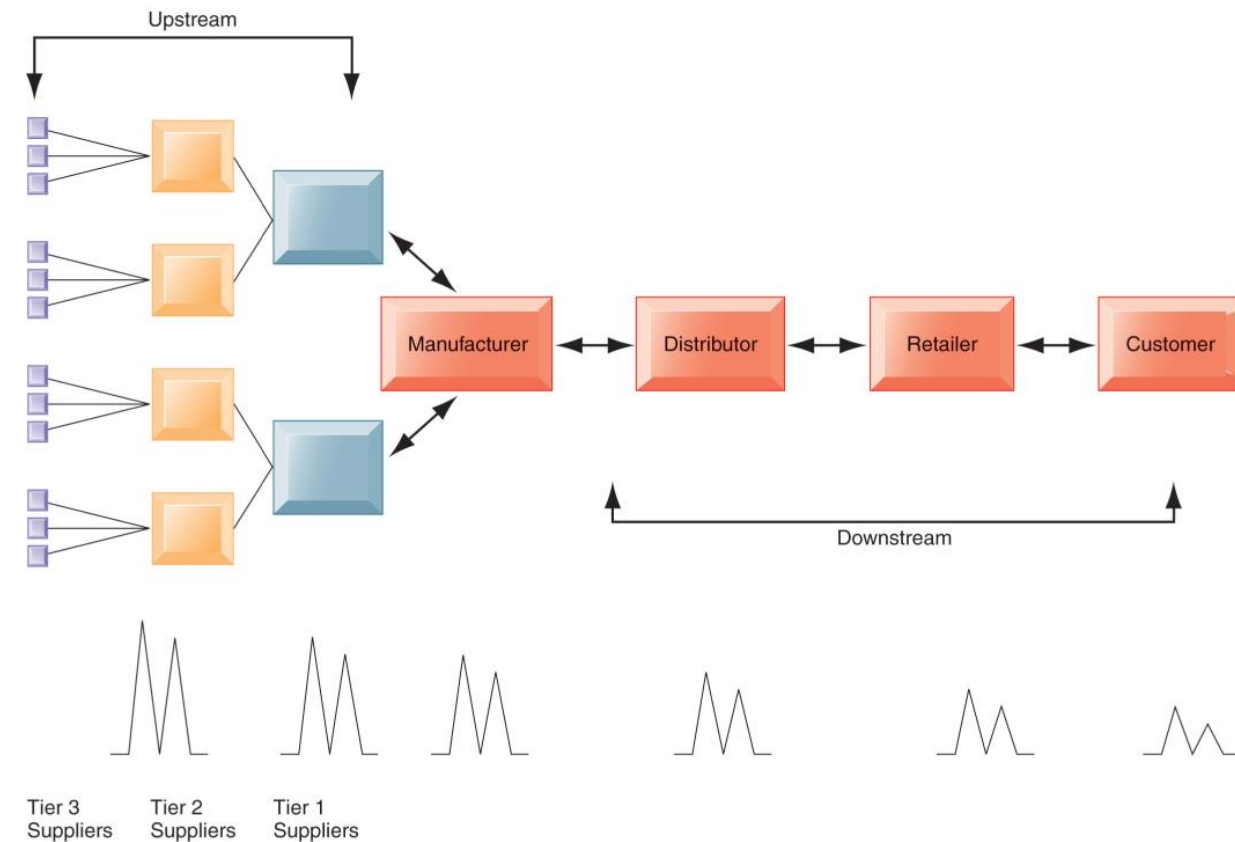 Upstream
Manufacturer
Distributor
Retailer
Customer
Downstream
Tier 3
Suppliers
Tier 2
Suppliers
Tier 1
Suppliers